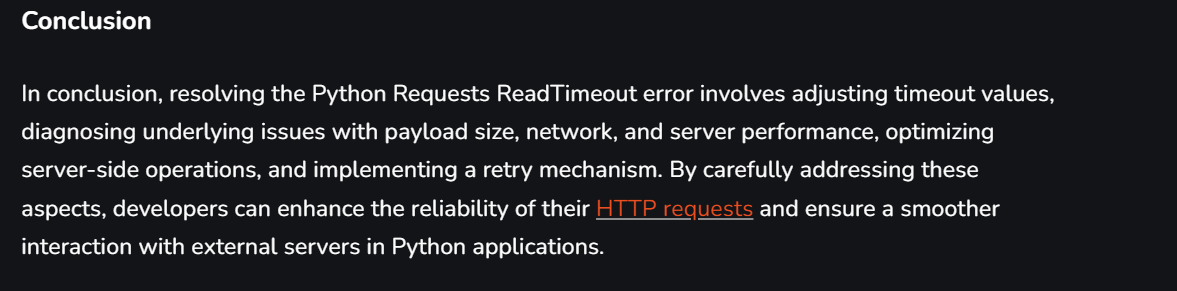 Conclusion
In conclusion, resolving the Python Requests ReadTimeout error involves adjusting timeout values,
diagnosing underlying issues with payload size, network, and server performance, optimizing
server-side operations, and implementing a retry mechanism. By carefully addressing these
aspects, developers can enhance the reliability of their HTTP requests and ensure a smoother
interaction with external servers in Python applications.